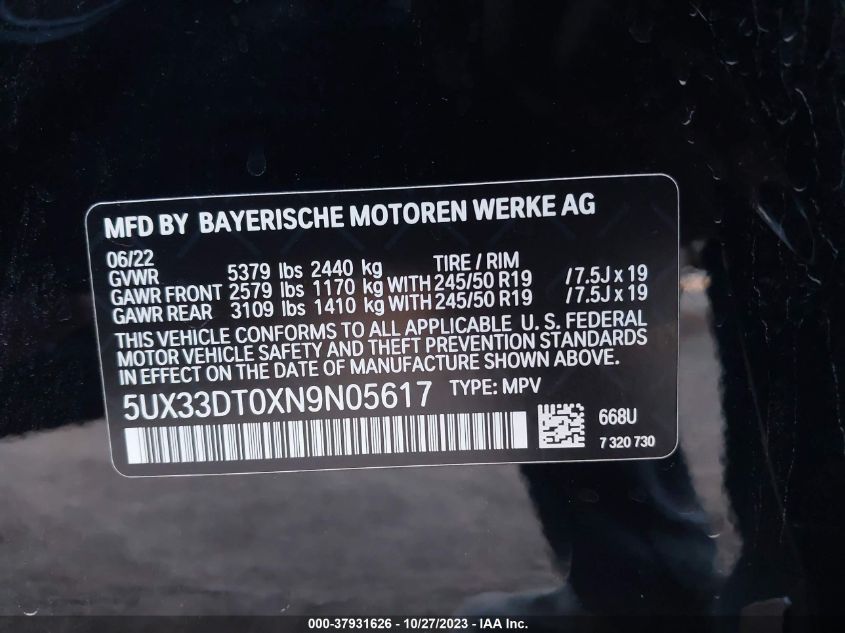 MFD BY BAYERISCHE MOTOREN WERKE AG
06/22 TIRE / RIM
GVWR 5379 lbs 2440 kg
GAWR FRONT 2579 lbs 1170 kg WITH 245/50 R19 / 7.5J x 19
GAWR REAR 3109 lbs 1410 kg WITH 245/50 R19 / 7.5J x 19
THIS VEHICLE CONFORMS TO ALL APPLICABLE U. S. FEDERAL
MOTOR VEHICLE SAFETY AND THEFT PREVENTION STANDARDS
IN EFFECT ON THE DATE OF MANUFACTURE SHOWN ABOVE.
5UX33DT0XN9N05617 TYPE: MPV
668U
7 320 730
000-37931626 - 10/27/2023 - IAA Inc.